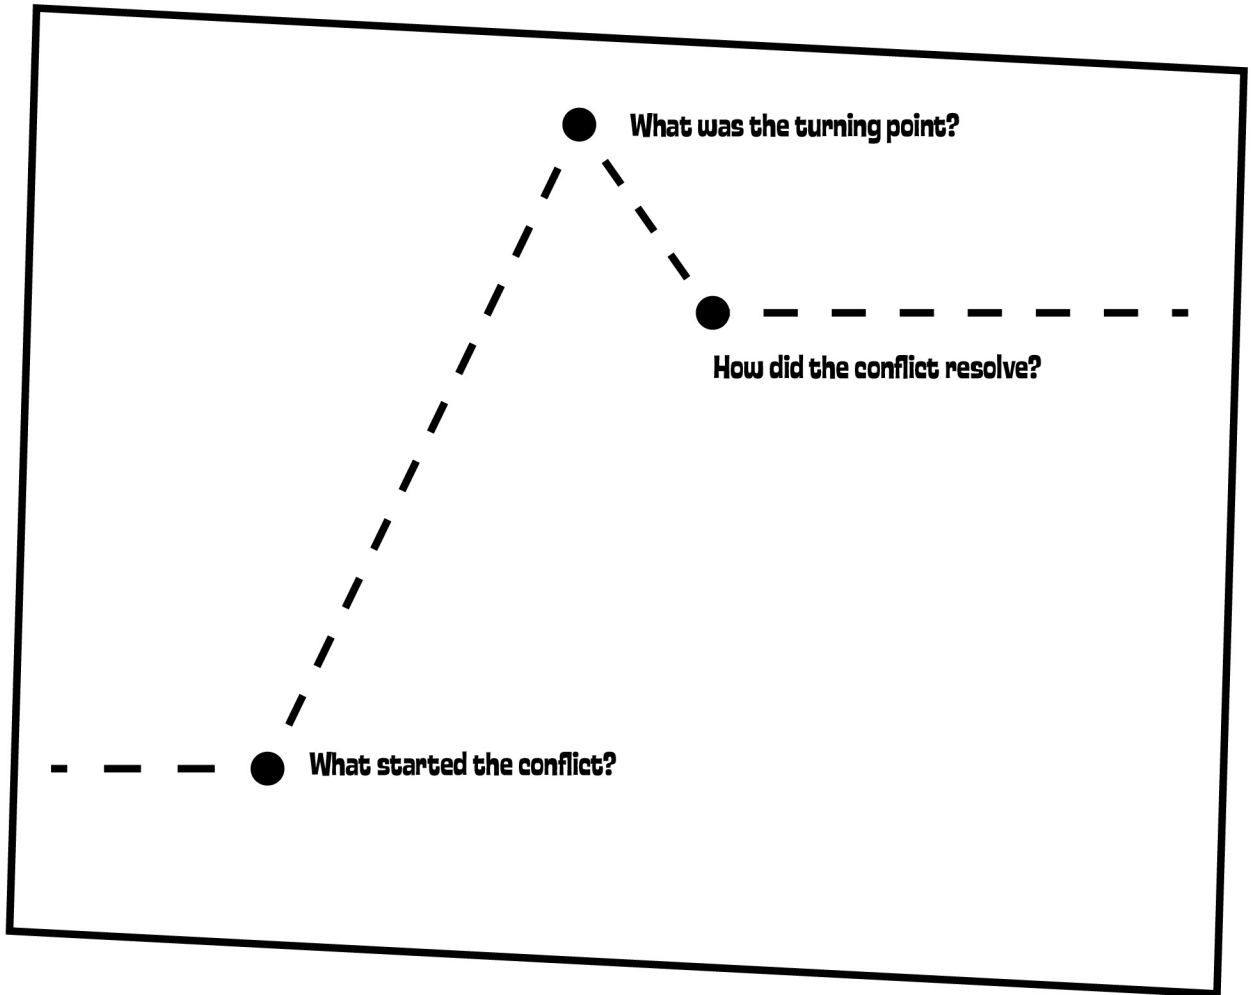 What was the turning point?
How did the conflict resolve?
What started the conflict?